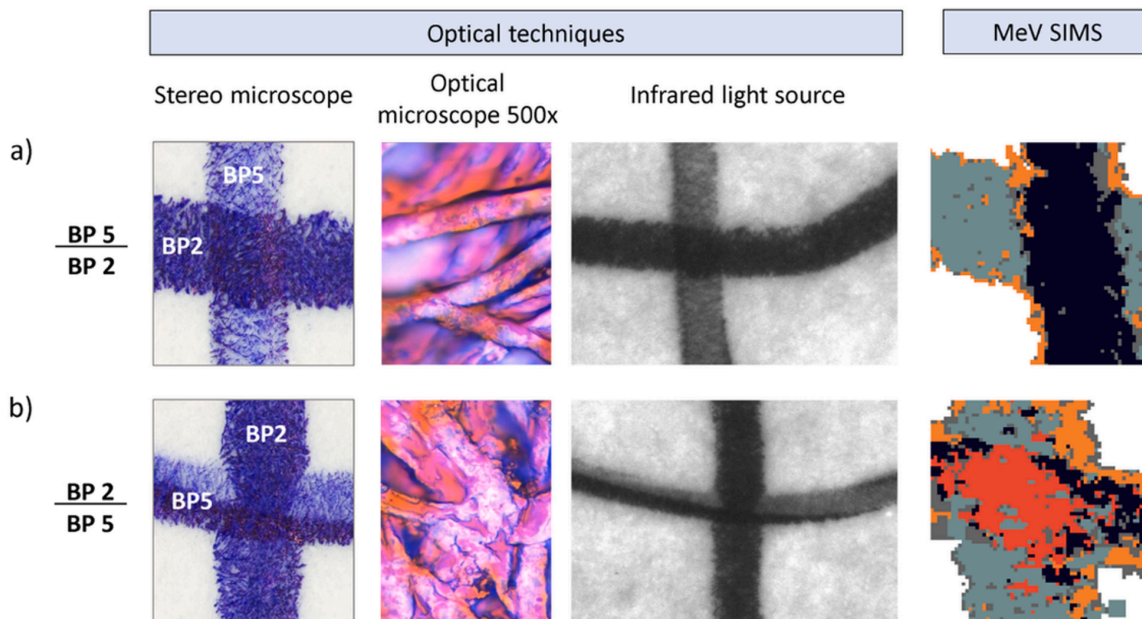 Optical techniques
MeV SIMS
Stereo microscope
Optical
microscope 500x
Infrared light source
a)
BP 5
BP 2
BP5
BP2
b)
BP 2
BP 5
BP2
BP5